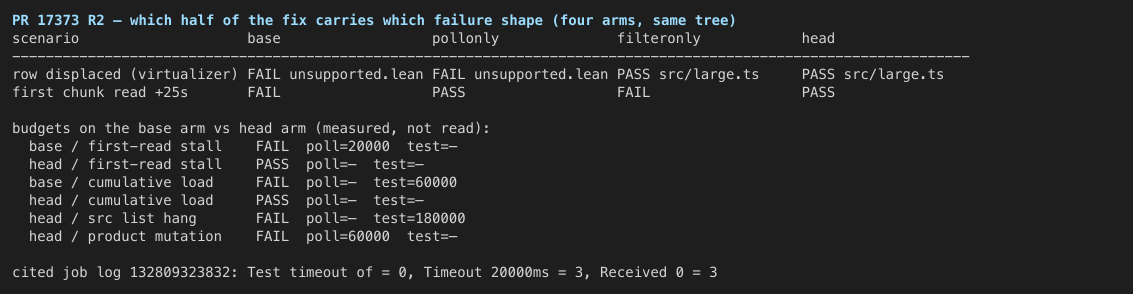 PR 17373 R2 — which half of the fix carries which failure shape (four arms, same tree)
scenario base pollonly filteronly head
row displaced (virtualizer) FAIL unsupported.lean FAIL unsupported.lean PASS src/large.ts PASS src/large.ts
first chunk read +25s FAIL PASS FAIL PASS
budgets on the base arm vs head arm (measured, not read):
base / first-read stall FAIL poll=20000 test=—
head / first-read stall PASS poll=— test=—
base / cumulative load FAIL poll=— test=60000
head / cumulative load PASS poll=— test=—
head / src list hang FAIL poll=— test=180000
head / product mutation FAIL poll=60000 test=—
cited job log 132809323832: Test timeout of = 0, Timeout 20000ms = 3, Received 0 = 3